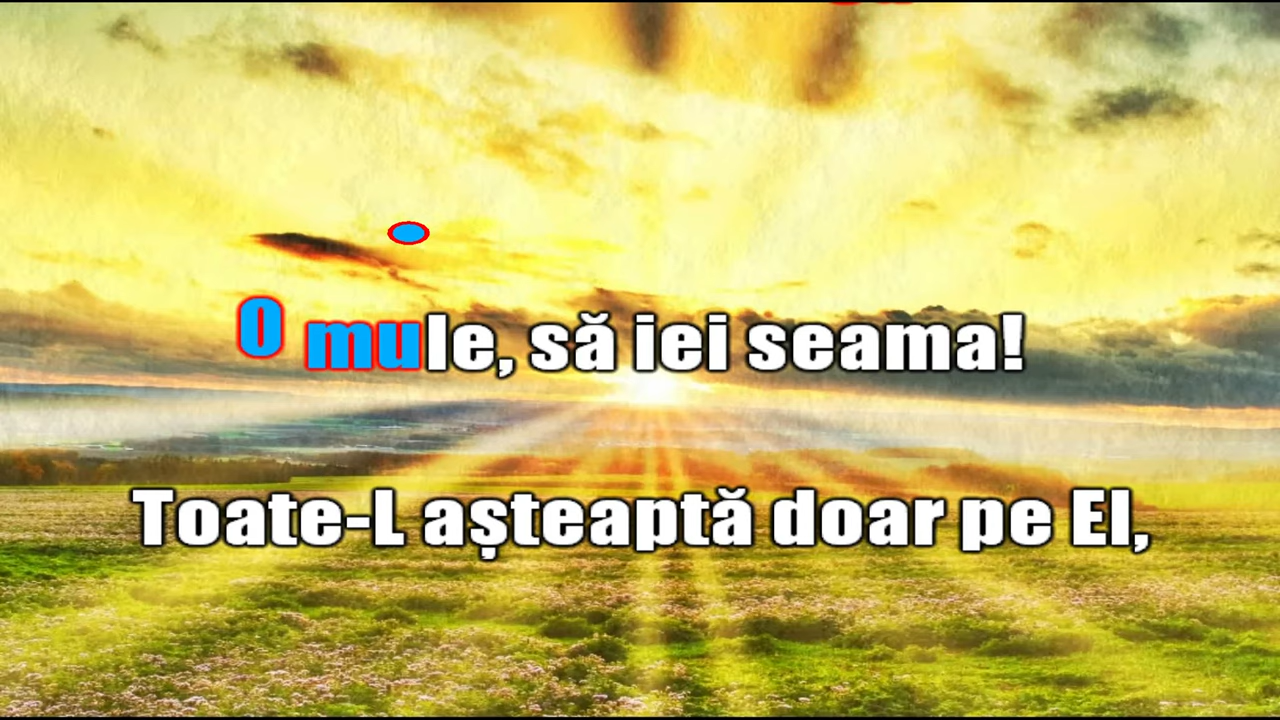 O mule, să iei seama!
Toate-L așteaptă doar pe El,